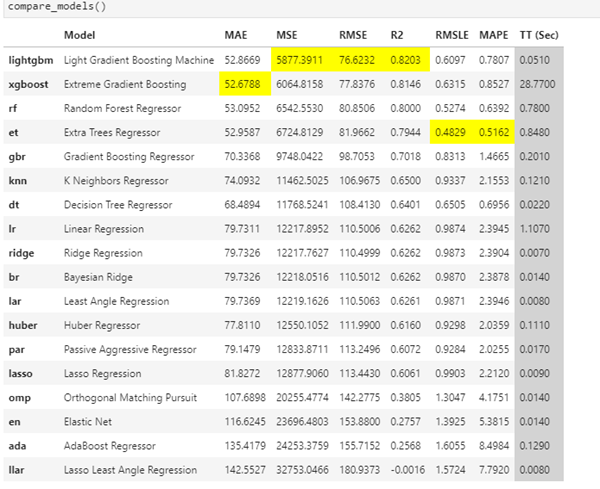 compare_models()
Model MAE MSE RMSE R2 RMSLE MAPE TT (Sec)
lightgbm Light Gradient Boosting Machine 52.8669 5877.3911 76.6232 0.8203 0.6097 0.7807 0.0510
xgboost Extreme Gradient Boosting 52.6788 6064.8158 77.8376 0.8146 0.6315 0.8527 28.7700
rf Random Forest Regressor 53.0952 6542.5530 80.8506 0.8000 0.5274 0.6392 0.7800
et Extra Trees Regressor 52.9587 6724.8129 81.9662 0.7944 0.4829 0.5162 0.8480
gbr Gradient Boosting Regressor 70.3368 9748.0422 98.7053 0.7018 0.8313 1.4665 0.2010
knn K Neighbors Regressor 74.0932 11462.5025 106.9675 0.6500 0.9337 2.1553 0.1210
dt Decision Tree Regressor 68.4894 11768.5241 108.4130 0.6401 0.6505 0.6956 0.0220
lr Linear Regression 79.7311 12217.8952 110.5006 0.6262 0.9874 2.3945 1.1070
ridge Ridge Regression 79.7326 12217.7627 110.4999 0.6262 0.9873 2.3904 0.0070
br Bayesian Ridge 79.7326 12218.0516 110.5012 0.6262 0.9870 2.3878 0.0140
lar Least Angle Regression 79.7369 12219.1626 110.5063 0.6261 0.9871 2.3946 0.0080
huber Huber Regressor 77.8110 12550.1052 111.9900 0.6160 0.9298 2.0359 0.1110
par Passive Aggressive Regressor 79.1479 12833.8711 113.2496 0.6072 0.9284 2.0255 0.0170
lasso Lasso Regression 81.8272 12877.9060 113.4430 0.6061 0.9903 2.2120 0.0090
omp Orthogonal Matching Pursuit 107.6898 20255.4774 142.2775 0.3805 1.3047 4.1751 0.0140
en Elastic Net 116.6245 23696.4803 153.8800 0.2757 1.3925 5.3815 0.0140
ada AdaBoost Regressor 135.4179 24253.3759 155.7152 0.2568 1.6055 8.4984 0.1290
llar Lasso Least Angle Regression 142.5527 32753.0466 180.9373 -0.0016 1.5724 7.7920 0.0080